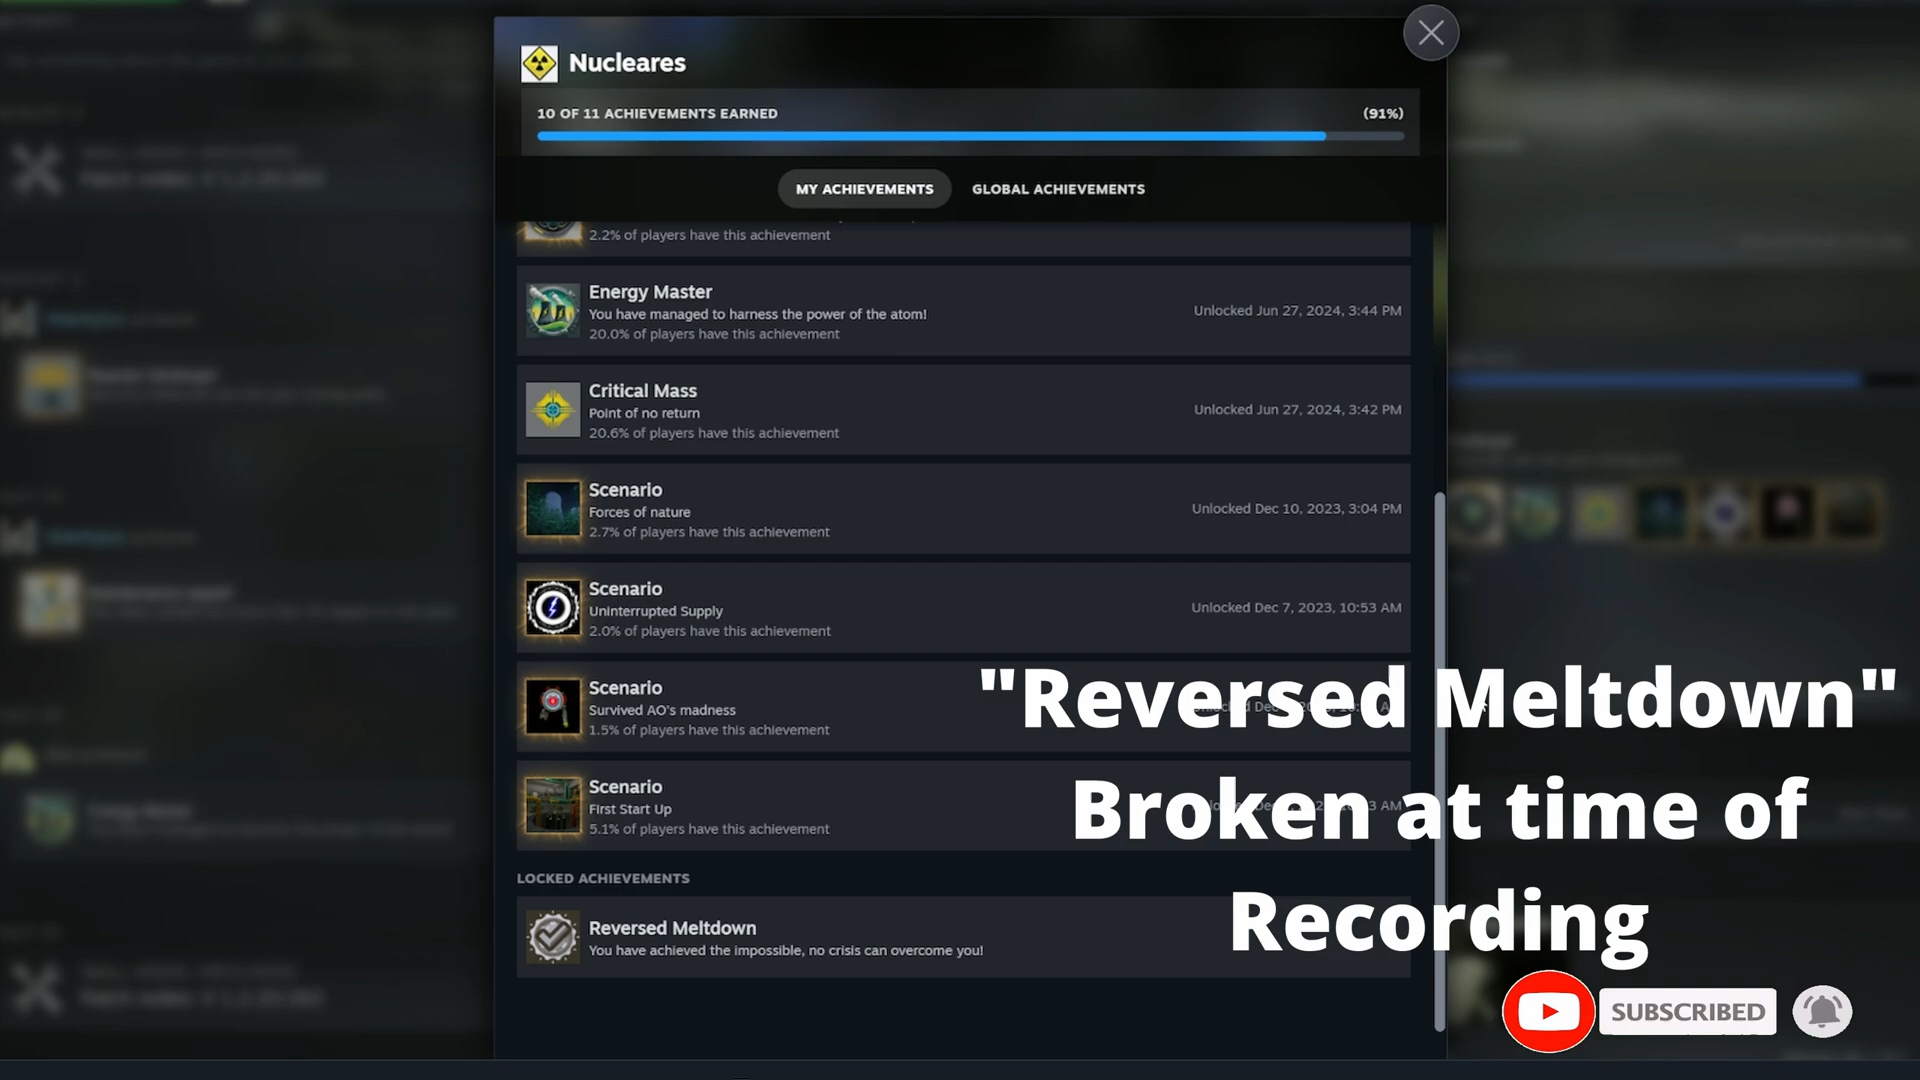 Nucleares
10 OF 11 ACHIEVEMENTS EARNED (91%)
MY ACHIEVEMENTS GLOBAL ACHIEVEMENTS
2.2% of players have this achievement
Energy Master
You have managed to harness the power of the atom!
20.0% of players have this achievement
Unlocked Jun 27, 2024, 3:44 PM
Critical Mass
Point of no return
20.6% of players have this achievement
Unlocked Jun 27, 2024, 3:42 PM
Scenario
Forces of nature
2.7% of players have this achievement
Unlocked Dec 10, 2023, 3:04 PM
Scenario
Uninterrupted Supply
2.0% of players have this achievement
Unlocked Dec 7, 2023, 10:53 AM
Scenario
Survived AO's madness
1.5% of players have this achievement
Scenario
First Start Up
5.1% of players have this achievement
LOCKED ACHIEVEMENTS
Reversed Meltdown
You have achieved the impossible, no crisis can overcome you!
"Reversed Meltdown"
Broken at time of
Recording
SUBSCRIBED